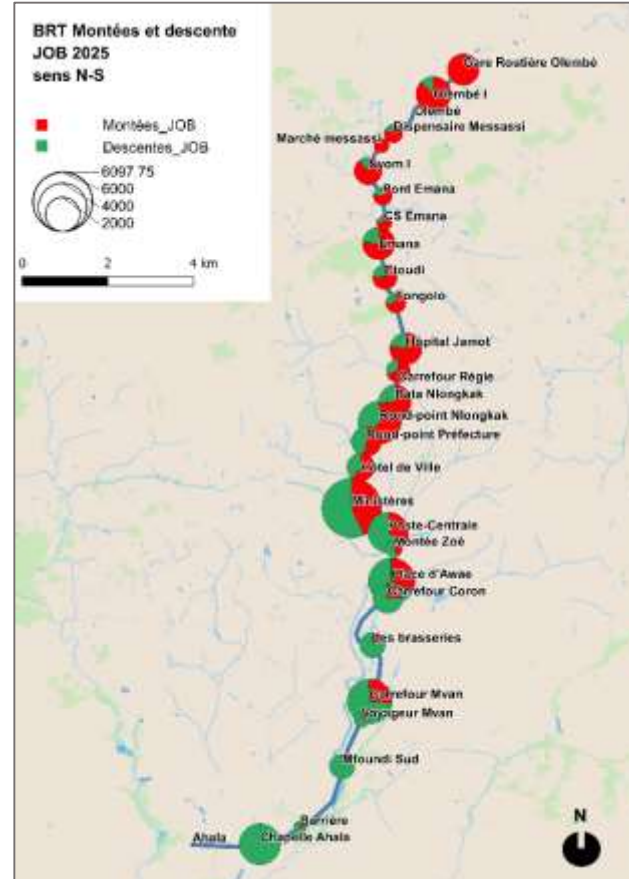 BRT Montées et descente
JOB 2025
sens N-S
Montées_JOB
Descentes_JOB
6097.75
6000
4000
2000
0 2 4 km
Gare Routière Olembé
Olembé I
Olembé
Dispensaire Messassi
Marché messassi
Nyom I
Pont Emana
CS Emana
Emana
Etoudi
Tongolo
Hôpital Jamot
Carrefour Régie
Bata Nlongkak
Rond-point Nlongkak
Rond-point Préfecture
Hôtel de Ville
Ministères
Poste-Centrale
Montée Zoé
Place d'Awae
Carrefour Coron
Les brasseries
Carrefour Mvan
Voyageur Mvan
Mfoundi Sud
Barrière
Ahala
Chapelle Ahala
N